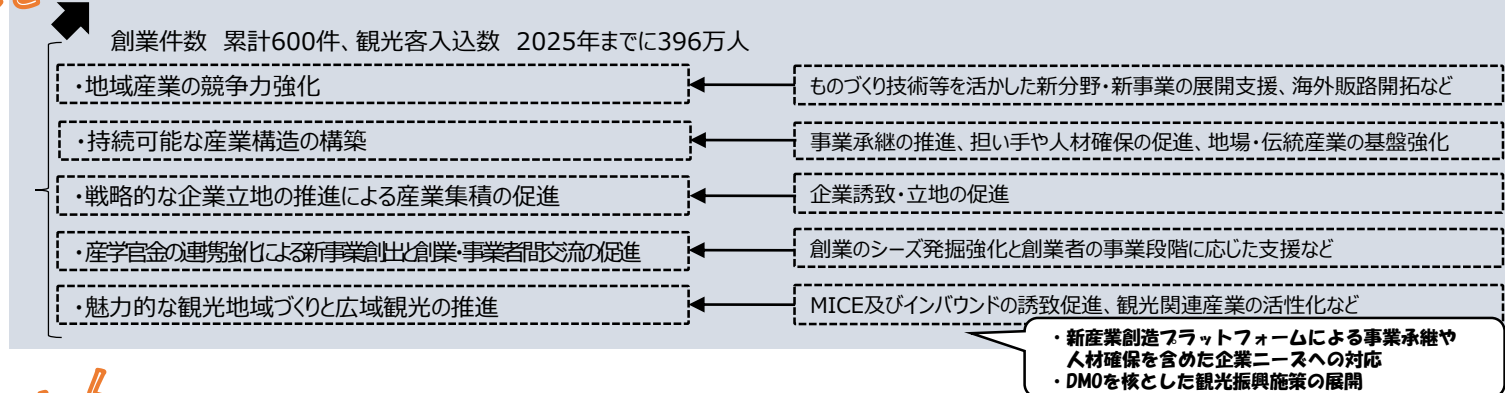 創業件数 累計600件、観光客入込数 2025年までに396万人
・地域産業の競争力強化
ものづくり技術等を活かした新分野・新事業の展開支援、海外販路開拓など
・持続可能な産業構造の構築
事業承継の推進、担い手や人材確保の促進、地場・伝統産業の基盤強化
・戦略的な企業立地の推進による産業集積の促進
企業誘致・立地の促進
・産学官金の連携強化による新事業創出と創業・事業者間交流の促進
創業のシーズ発掘強化と創業者の事業段階に応じた支援など
・魅力的な観光地域づくりと広域観光の推進
MICE及びインバウンドの誘致促進、観光関連産業の活性化など
・新産業創造プラットフォームによる事業承継や
人材確保を含めた企業ニーズへの対応
・DMOを核とした観光振興施策の展開